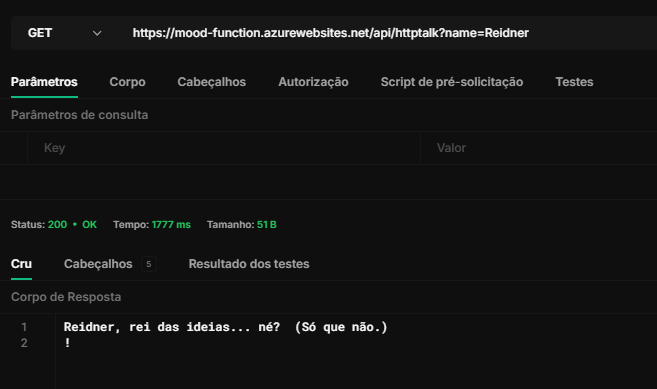 GET https://mood-function.azurewebsites.net/api/httptalk?name=Reidner
Parâmetros Corpo Cabeçalhos Autorização Script de pré-solicitação Testes
Parâmetros de consulta
Key Valor
Status: 200 • OK Tempo: 1777 ms Tamanho: 51 B
Cru Cabeçalhos 5 Resultado dos testes
Corpo de Resposta
1 Reidner, rei das ideias... né?  (Só que não.)
2 !